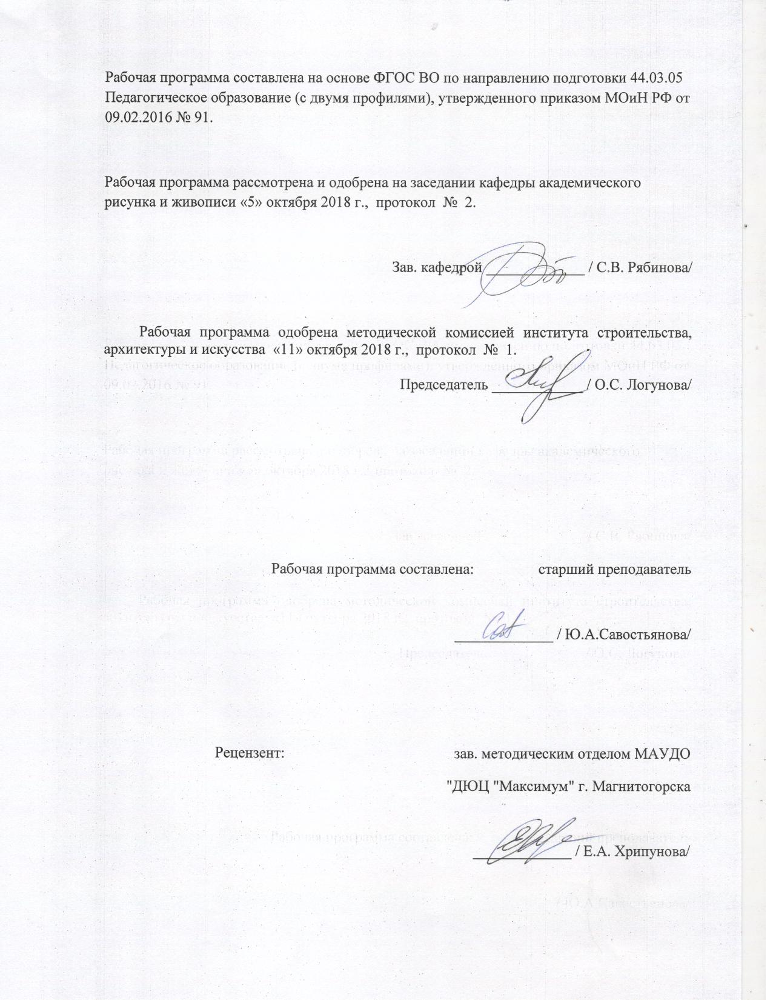 Рабочая программа составлена на основе ФГОС ВО по направлению подготовки 44.03.05
Педагогическое образование (с двумя профилями), утвержденного приказом МОиН РФ от
09.02.2016 № 91.
Рабочая программа рассмотрена и одобрена на заседании кафедры академического
рисунка и живописи «5» октября 2018 г., протокол № 2.
Зав. кафедрой _____________ / С.В. Рябинова/
Рабочая программа одобрена методической комиссией института строительства,
архитектуры и искусства «11» октября 2018 г., протокол № 1.
Председатель ____________ / О.С. Логунова/
Рабочая программа составлена: старший преподаватель
_____________ / Ю.А.Савостьянова/
Рецензент: зав. методическим отделом МАУДО
"ДЮЦ "Максимум" г. Магнитогорска
_____________ / Е.А. Хрипунова/